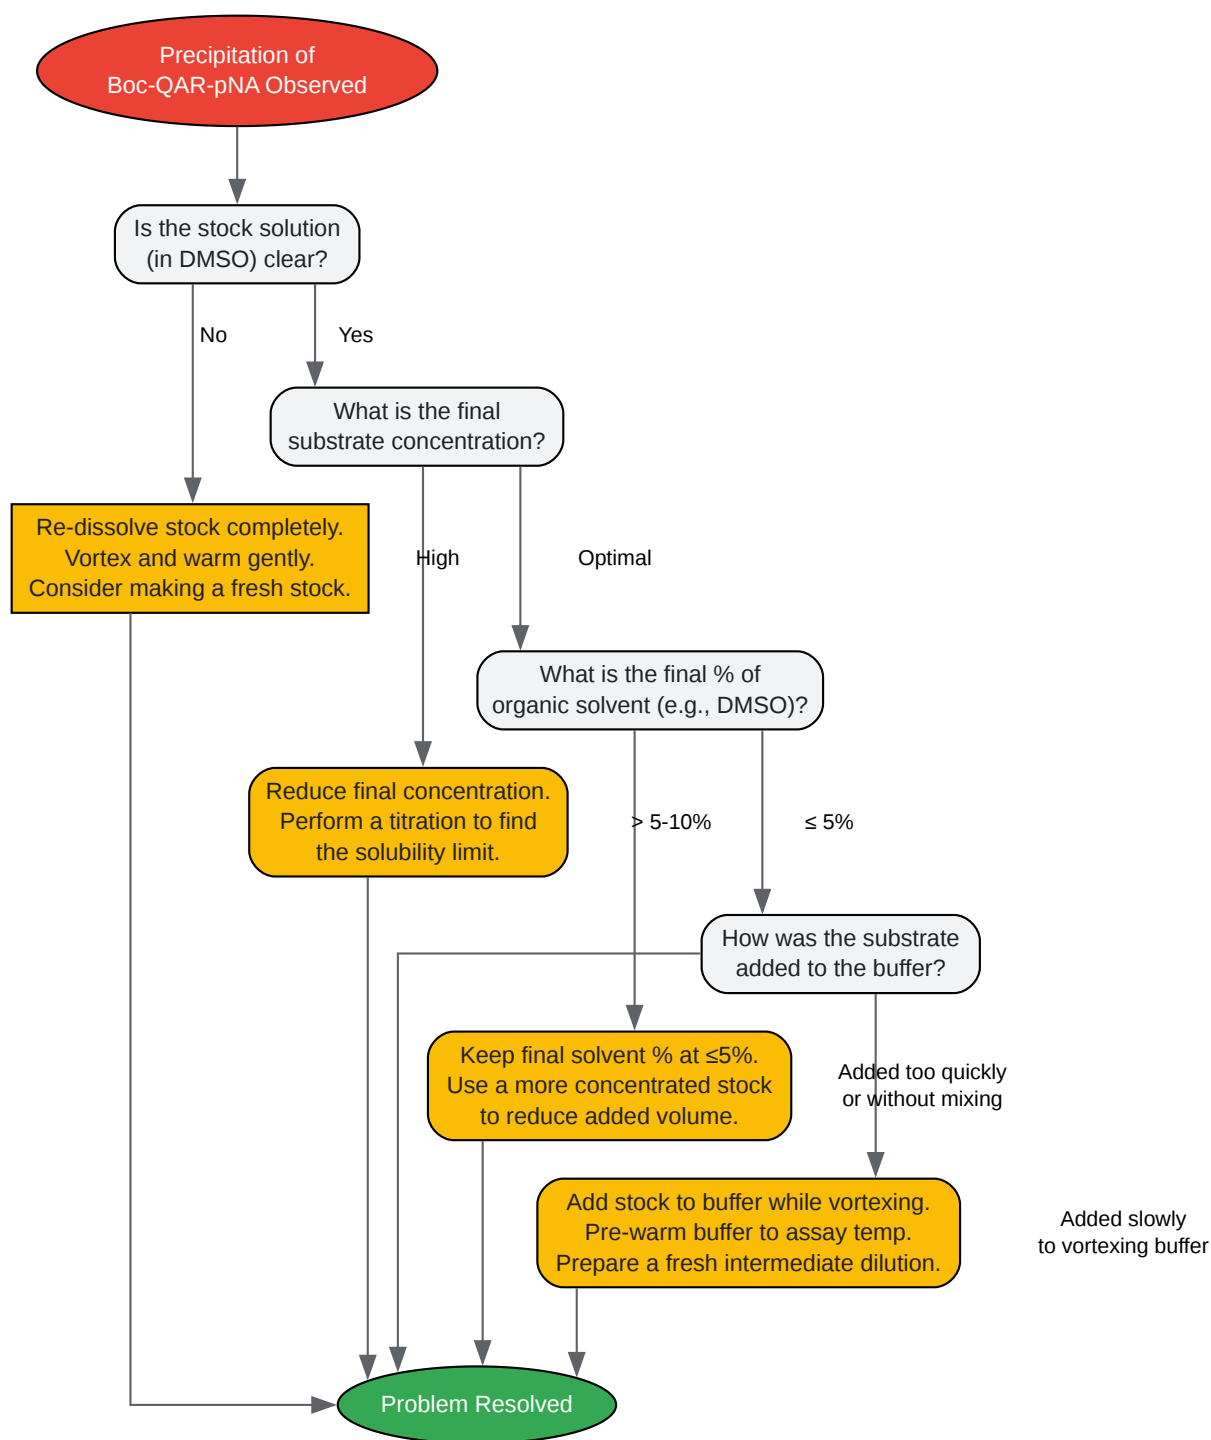 Precipitation of
Boc-QAR-pNA Observed
Is the stock solution
(in DMSO) clear?
No
Yes
What is the final
substrate concentration?
Re-dissolve stock completely.
Vortex and warm gently.
Consider making a fresh stock.
High
Optimal
What is the final % of
organic solvent (e.g., DMSO)?
Reduce final concentration.
Perform a titration to find
the solubility limit.
> 5-10%
≤ 5%
How was the substrate
added to the buffer?
Keep final solvent % at ≤5%.
Use a more concentrated stock
to reduce added volume.
Added too quickly
or without mixing
Add stock to buffer while vortexing.
Pre-warm buffer to assay temp.
Prepare a fresh intermediate dilution.
Added slowly
to vortexing buffer
Problem Resolved